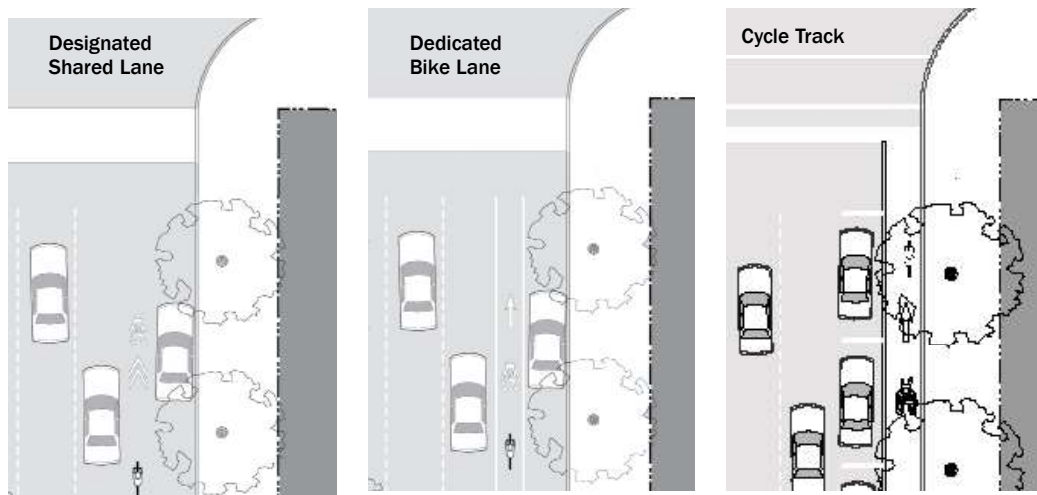 Designated
Shared Lane
Dedicated
Bike Lane
Cycle Track